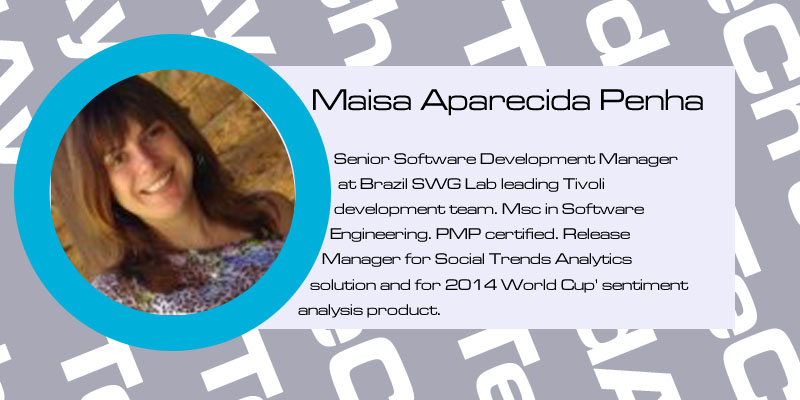 Maisa Aparecida Penha
Senior Software Development Manager
at Brazil SWG Lab leading Tivoli
development team. Msc in Software
Engineering. PMP certified. Release
Manager for Social Trends Analytics
solution and for 2014 World Cup' sentiment
analysis product.